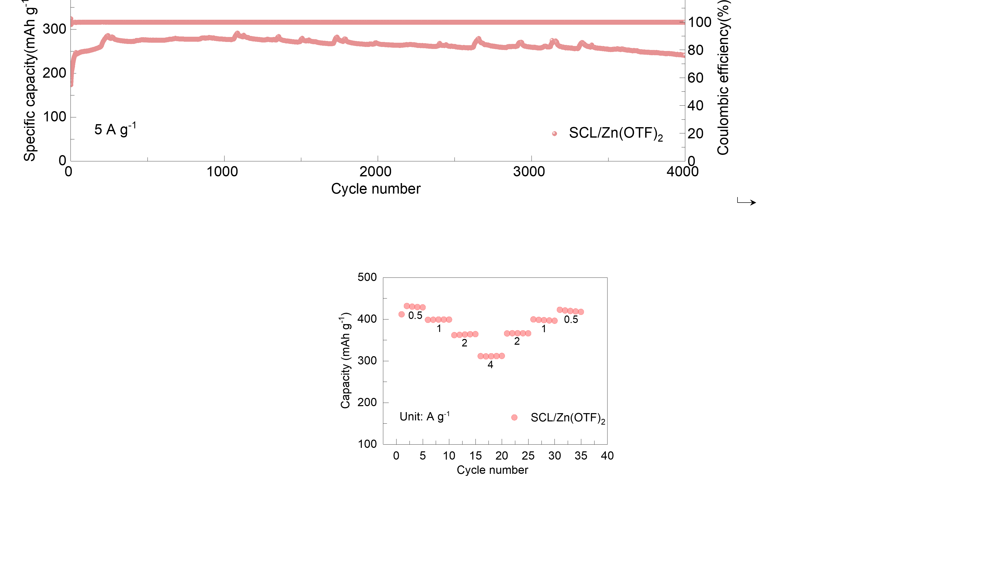 Specific capacity(mAh g-1
300
200
100
0
100
80
60
40
20
0
Coulombic efficiency(%)
5 A g-1
SCL/Zn(OTF)2
0 1000 2000 3000 4000
Cycle number
500
400
300
200
100
Capacity (mAh g-1)
0.5
1
2
4
2
1
0.5
Unit: A g-1
SCL/Zn(OTF)2
0 5 10 15 20 25 30 35 40
Cycle number